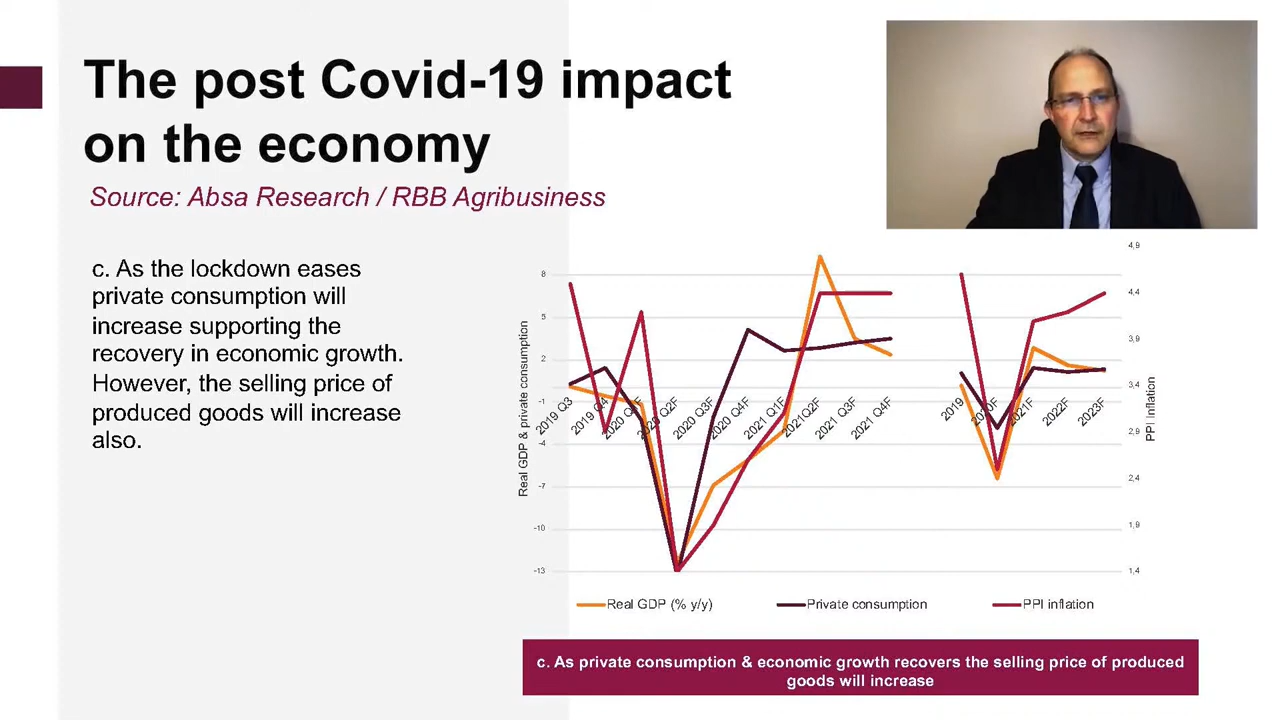 The post Covid-19 impact
on the economy
Source: Absa Research / RBB Agribusiness
c. As the lockdown eases
private consumption will
increase supporting the
recovery in economic growth.
However, the selling price of
produced goods will increase
also.
Real GDP & private consumption
8
5
2
-1
-4
-7
-10
-13
2019 Q3
2019 Q4
2020 Q1F
2020 Q2F
2020 Q3F
2020 Q4F
2021 Q1F
2021Q2F
2021 Q3F
2021 Q4F
2019
2020F
2021F
2022F
2023F
4,9
4,4
3,9
3,4
2,9
2,4
1,9
1,4
PPI Inflation
Real GDP (% y/y)
Private consumption
PPI inflation
c. As private consumption & economic growth recovers the selling price of produced
goods will increase